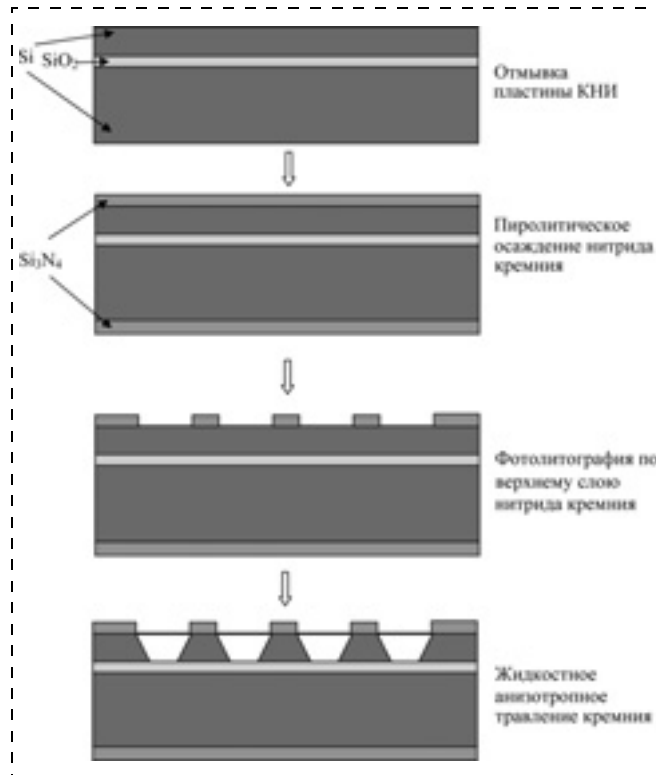 Si SiO₂
Отмывка
пластины КНИ
Пиролитическое
осаждение нитрида
кремния
Si₃N₄
Фотолитография по
верхнему слою
нитрида кремния
Жидкостное
анизотропное
травление кремния